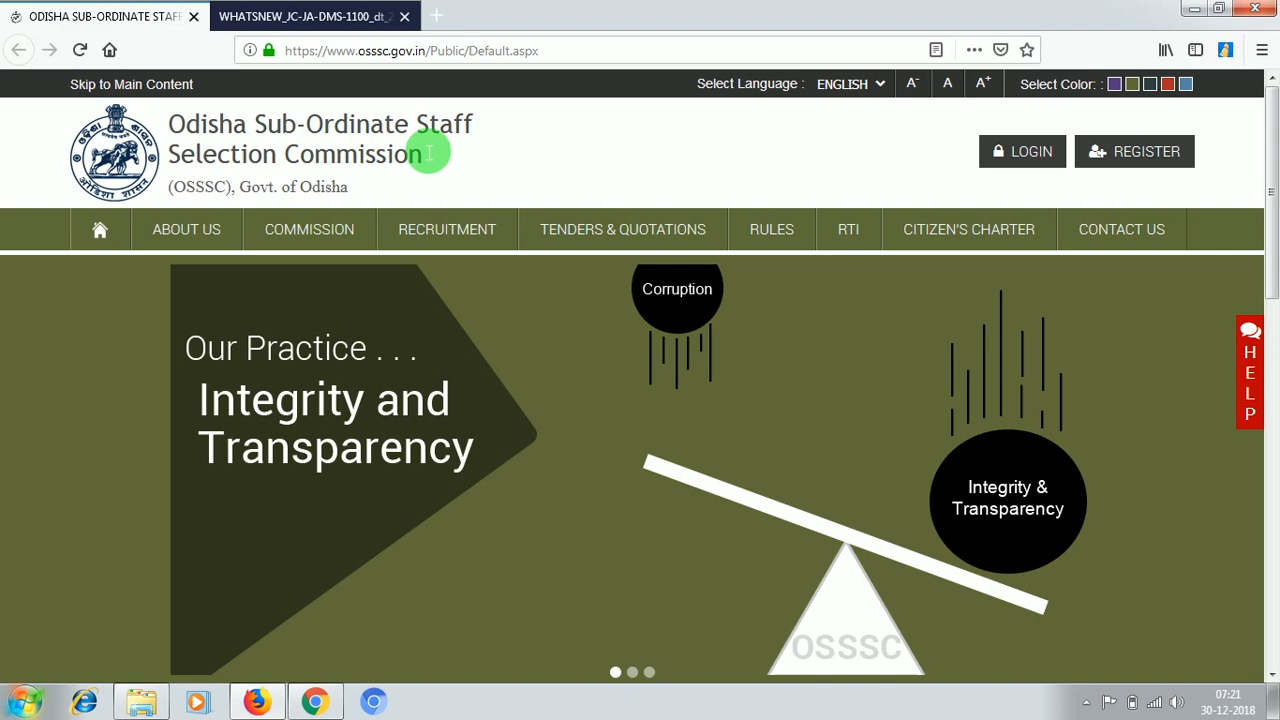 ODISHA SUB-ORDINATE STAFF
WHATSNEW_JC-JA-DMS-1100_dt_2
https://www.osssc.gov.in/Public/Default.aspx
Skip to Main Content
Select Language : ENGLISH A- A A+ Select Color: :
Odisha Sub-Ordinate Staff
Selection Commission
(OSSSC), Govt. of Odisha
LOGIN REGISTER
ABOUT US COMMISSION RECRUITMENT TENDERS & QUOTATIONS RULES RTI CITIZEN'S CHARTER CONTACT US
Corruption
Our Practice . . .
Integrity and
Transparency
Integrity &
Transparency
HELP
OSSSC
07:21
30-12-2018